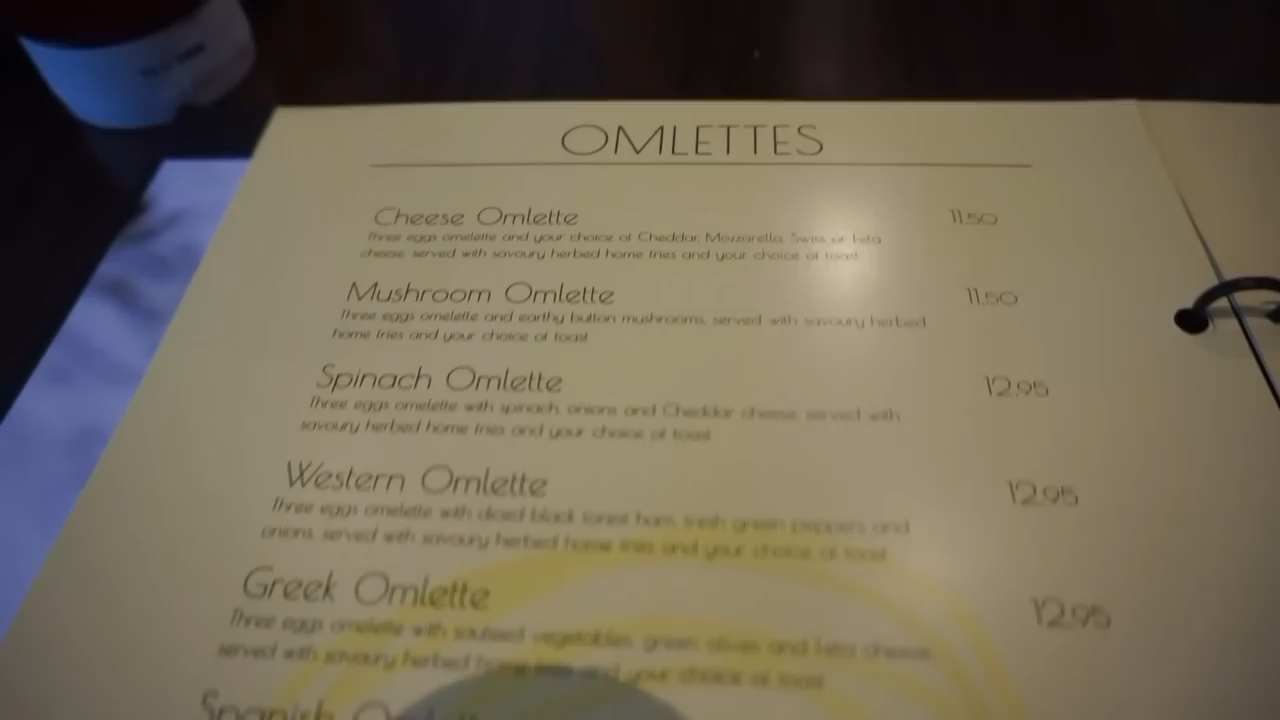 OMLETTES
Cheese Omlette 11.50
Three eggs omelette and your choice of Cheddar, Mozzarella, Swiss or feta
cheese, served with savoury herbed home fries and your choice of toast
Mushroom Omlette 11.50
Three eggs omelette and earthy button mushrooms, served with savoury herbed
home fries and your choice of toast
Spinach Omlette 12.95
Three eggs omelette with spinach, onions and Cheddar cheese, served with
savoury herbed home fries and your choice of toast
Western Omlette 12.95
Three eggs omelette with diced black forest ham, fresh green peppers and
onions, served with savoury herbed home fries and your choice of toast
Greek Omlette 12.95
Three eggs omelette with sauteed vegetables, green olives and feta cheese,
served with savoury herbed home fries and your choice of toast
Spanish